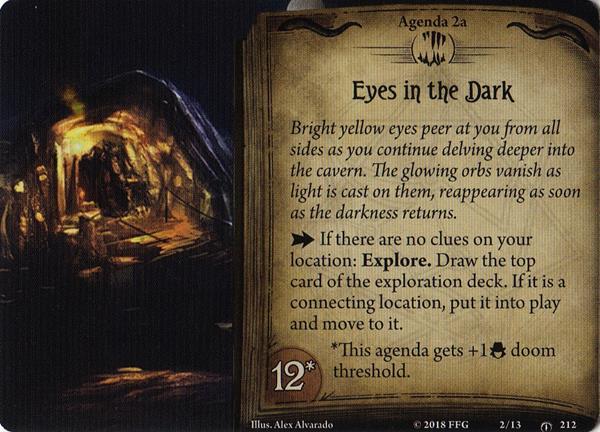 Agenda 2a
Eyes in the Dark
Bright yellow eyes peer at you from all
sides as you continue delving deeper into
the cavern. The glowing orbs vanish as
light is cast on them, reappearing as soon
as the darkness returns.
If there are no clues on your
location: Explore. Draw the top
card of the exploration deck. If it is a
connecting location, put it into play
and move to it.
*This agenda gets +1 doom
threshold.
12*
Illus. Alex Alvarado © 2018 FFG 2/13 212